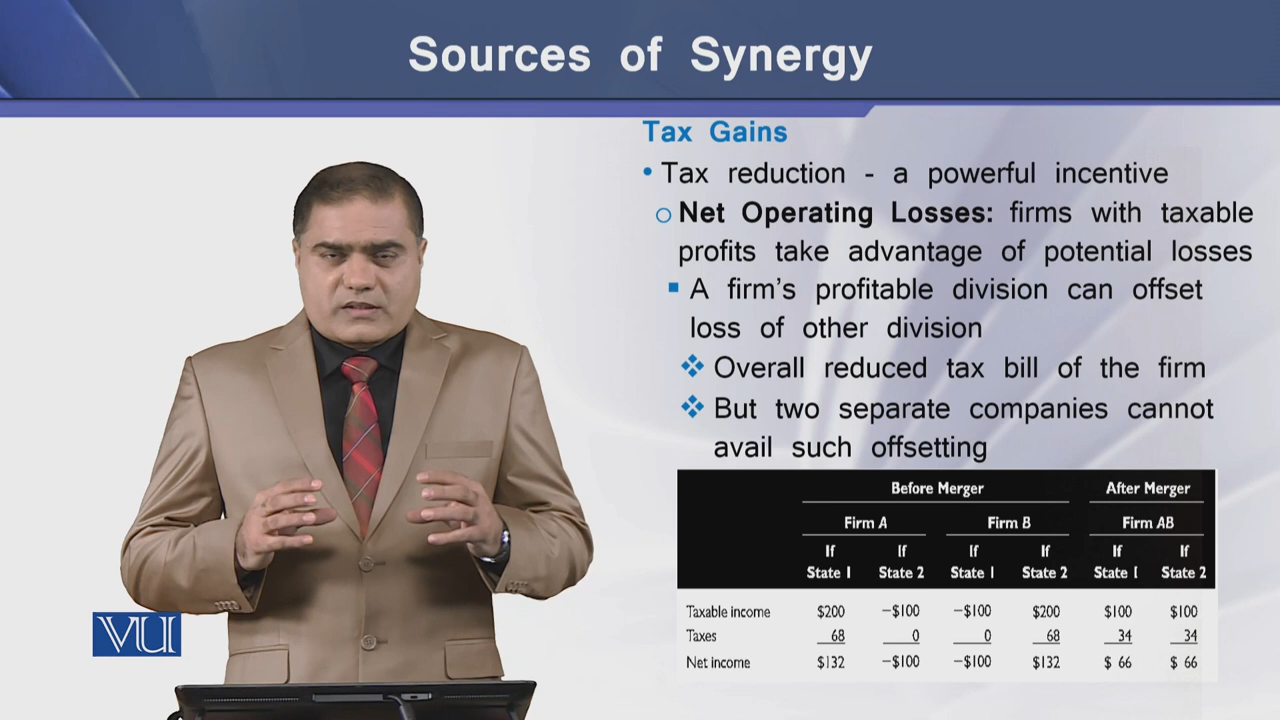 Sources of Synergy
Tax Gains
• Tax reduction - a powerful incentive
o Net Operating Losses: firms with taxable
profits take advantage of potential losses
▪ A firm's profitable division can offset
loss of other division
❖ Overall reduced tax bill of the firm
❖ But two separate companies cannot
avail such offsetting
Before Merger After Merger
Firm A Firm B Firm AB
If If If If If If
State 1 State 2 State 1 State 2 State 1 State 2
Taxable income $200 −$100 −$100 $200 $100 $100
Taxes 68 0 0 68 34 34
Net income $132 −$100 −$100 $132 $ 66 $ 66
VU